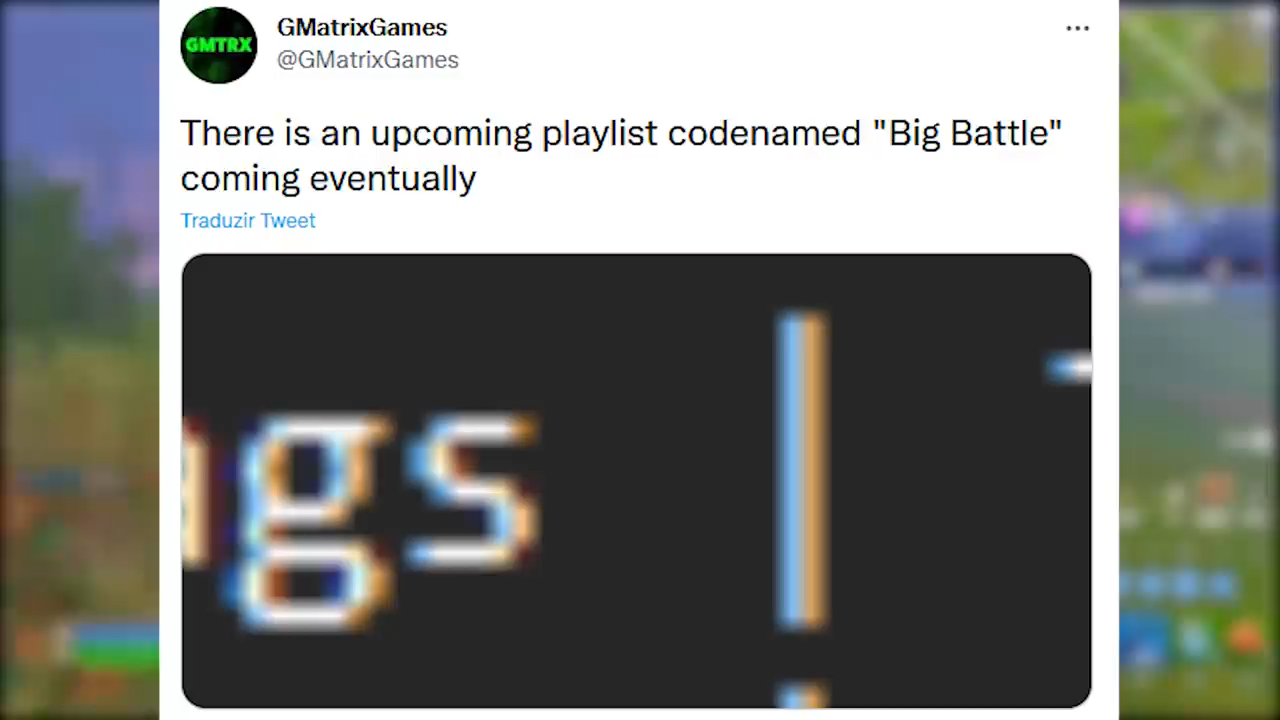 GMTRX
GMatrixGames
@GMatrixGames
There is an upcoming playlist codenamed "Big Battle"
coming eventually
Traduzir Tweet
gs